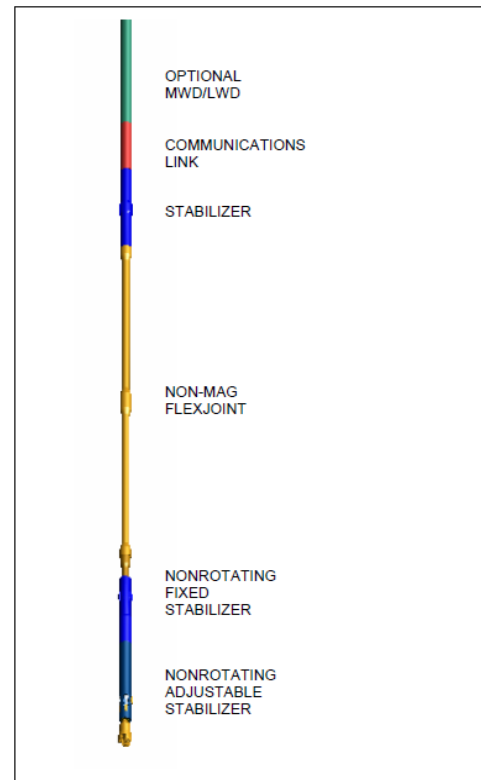 OPTIONAL
MWD/LWD
COMMUNICATIONS
LINK
STABILIZER
NON-MAG
FLEXJOINT
NONROTATING
FIXED
STABILIZER
NONROTATING
ADJUSTABLE
STABILIZER